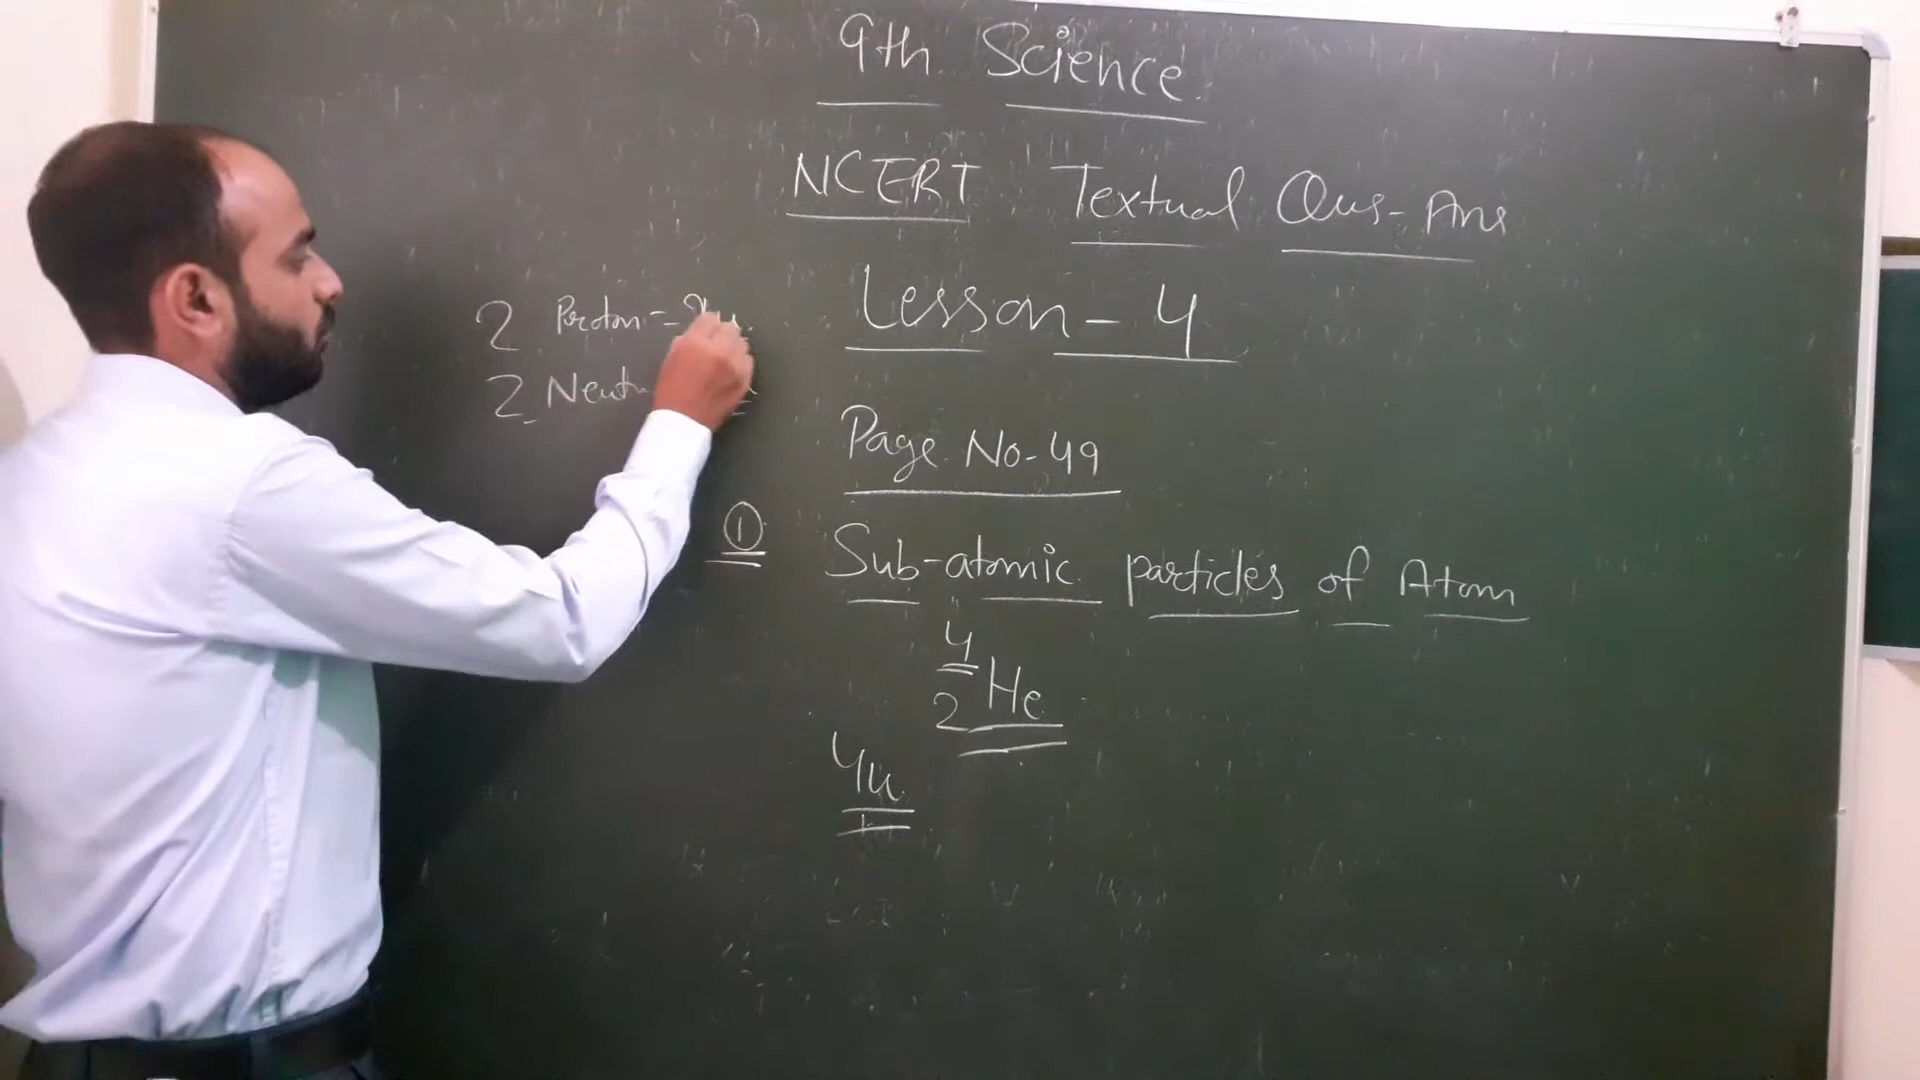 9th Science
NCERT Textual Qus-Ans
Lesson-4
2 Proton =
2
Page No-49
①
Sub-atomic particles of Atom
4
2 He
4u